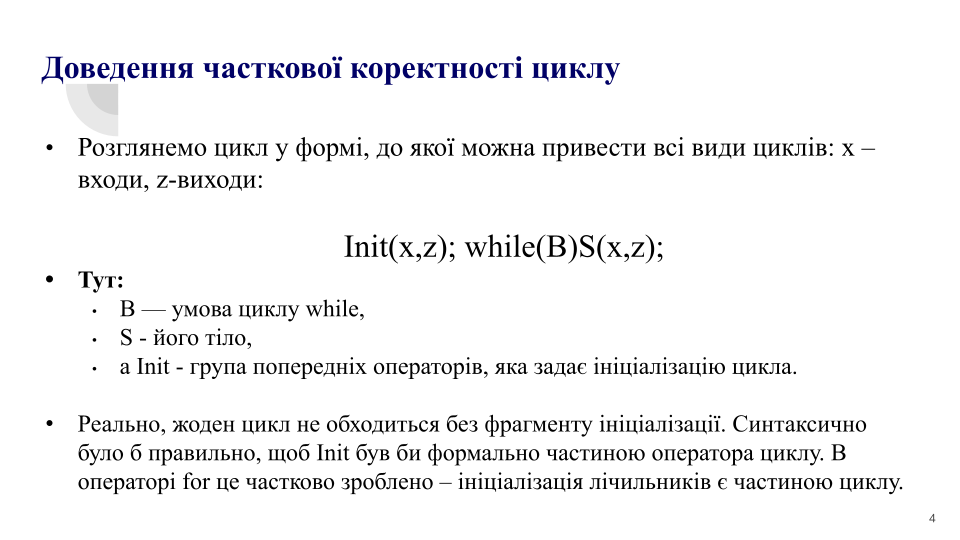 Доведення часткової коректності циклу
• Розглянемо цикл у формі, до якої можна привести всі види циклів: x –
входи, z-виходи:
Init(x,z); while(B)S(x,z);
• Тут:
• B — умова циклу while,
• S - його тіло,
• а Init - група попередніх операторів, яка задає ініціалізацію цикла.
• Реально, жоден цикл не обходиться без фрагменту ініціалізації. Синтаксично
було б правильно, щоб Init був би формально частиною оператора циклу. В
операторі for це частково зроблено – ініціалізація лічильників є частиною циклу.
4